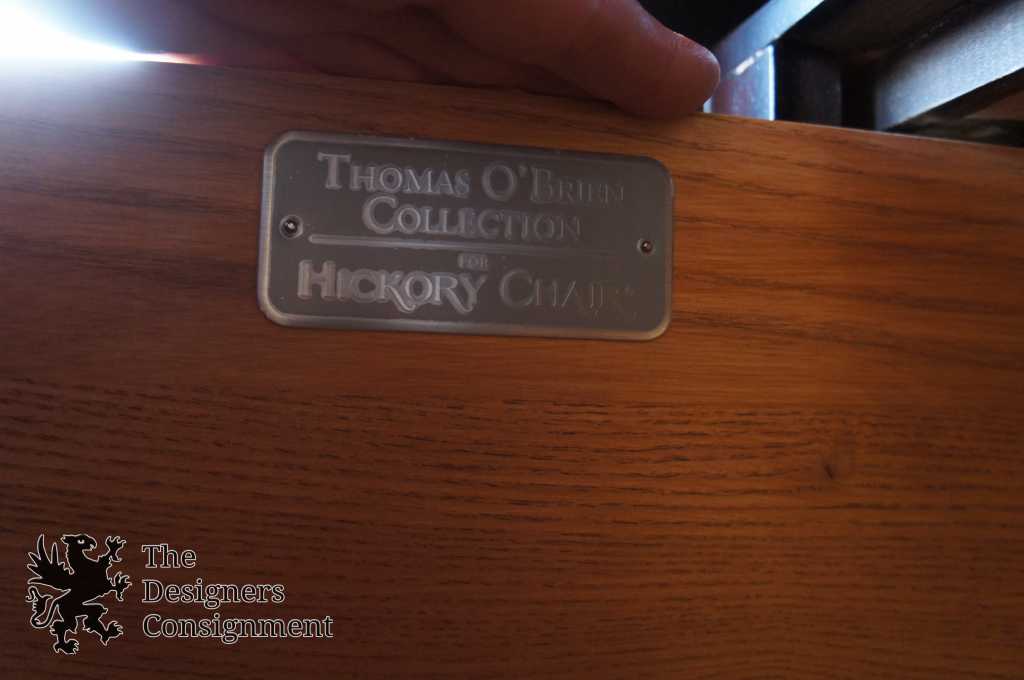 THOMAS O'BRIEN
COLLECTION
FOR
HICKORY CHAIR®
The
Designers
Consignment